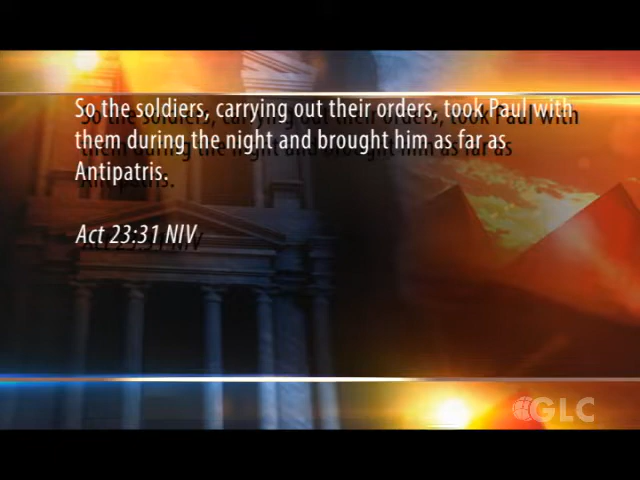 So the soldiers, carrying out their orders, took Paul with
them during the night and brought him as far as
Antipatris.
Act 23:31 NIV
GLC